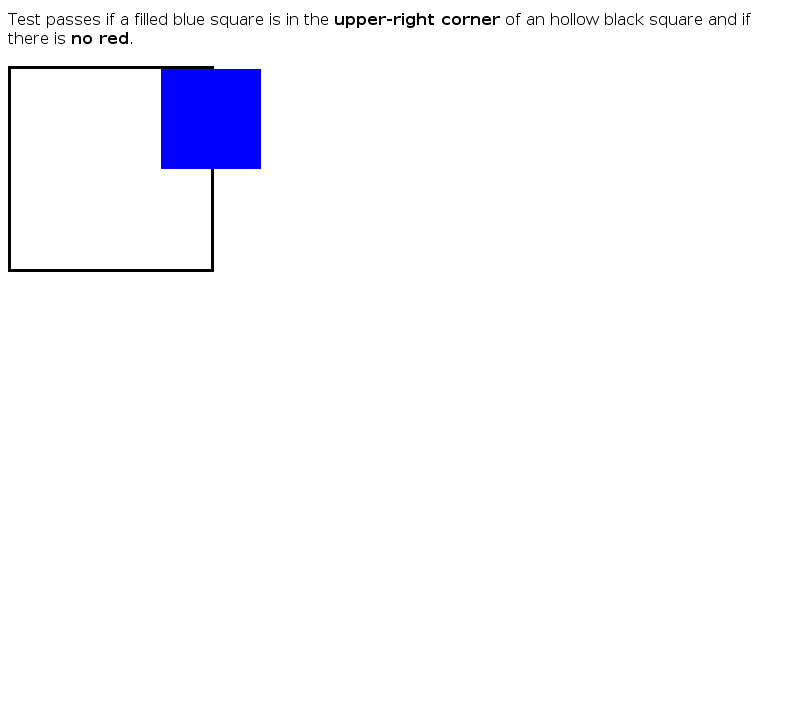 Test passes if a filled blue square is in the upper-right corner of an hollow black square and if
there is no red.